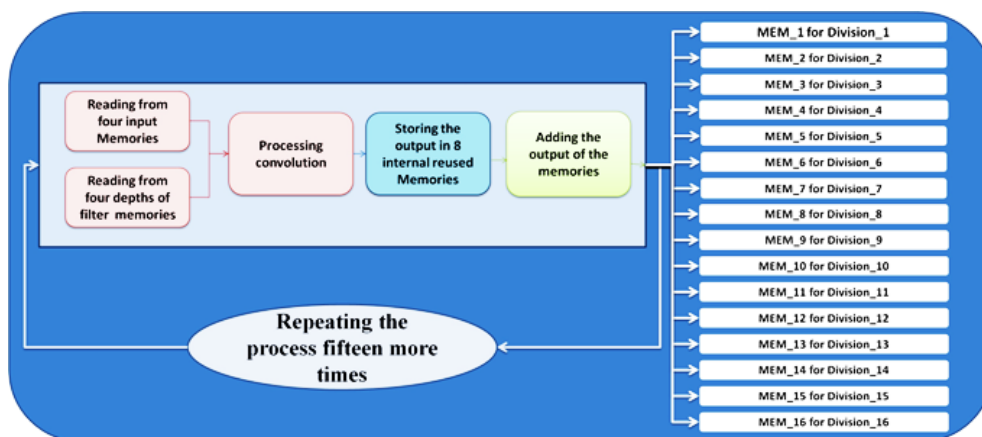 Reading from
four input
Memories
Reading from
four depths of
filter memories
Processing
convolution
Storing the
output in 8
internal reused
Memories
Adding the
output of the
memories
Repeating the
process fifteen more
times
MEM_1 for Division_1
MEM_2 for Division_2
MEM_3 for Division_3
MEM_4 for Division_4
MEM_5 for Division_5
MEM_6 for Division_6
MEM_7 for Division_7
MEM_8 for Division_8
MEM_9 for Division_9
MEM_10 for Division_10
MEM_11 for Division_11
MEM_12 for Division_12
MEM_13 for Division_13
MEM_14 for Division_14
MEM_15 for Division_15
MEM_16 for Division_16